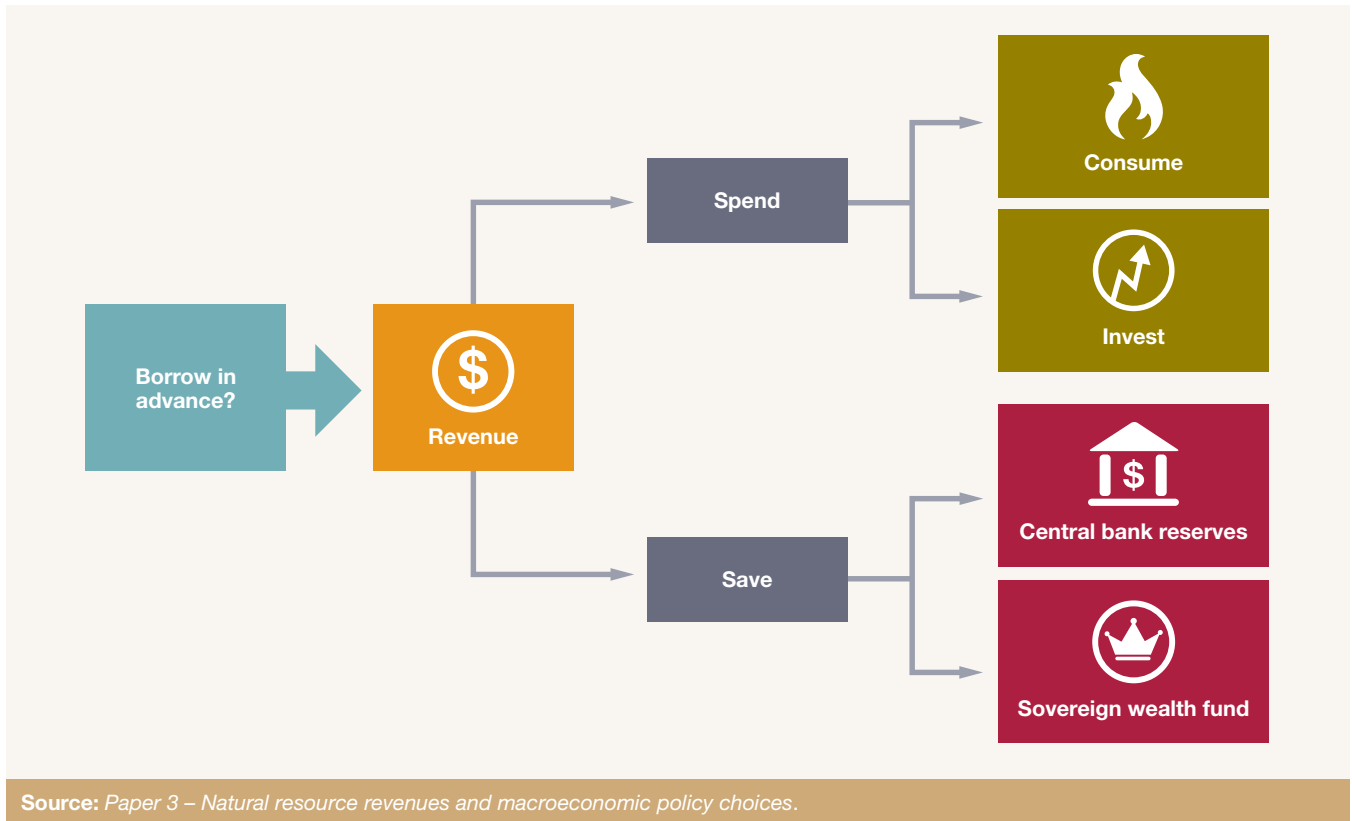 Borrow in
advance?
$
Revenue
Spend
Save
Consume
Invest
$
Central bank reserves
Sovereign wealth fund
Source: Paper 3 – Natural resource revenues and macroeconomic policy choices.